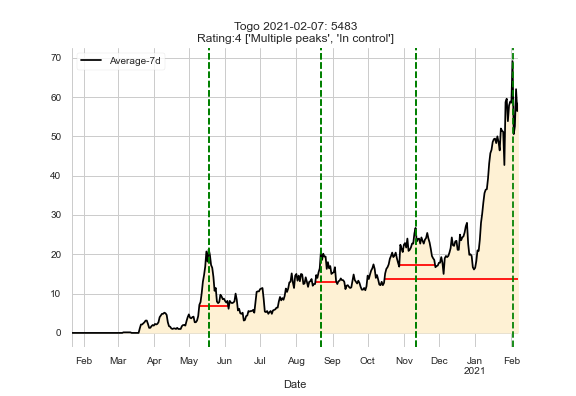 Togo 2021-02-07: 5483
Rating:4 ['Multiple peaks', 'In control']
Average-7d
70
60
50
40
30
20
10
0
Feb Mar Apr May Jun Jul Aug Sep Oct Nov Dec Jan Feb
2021
Date